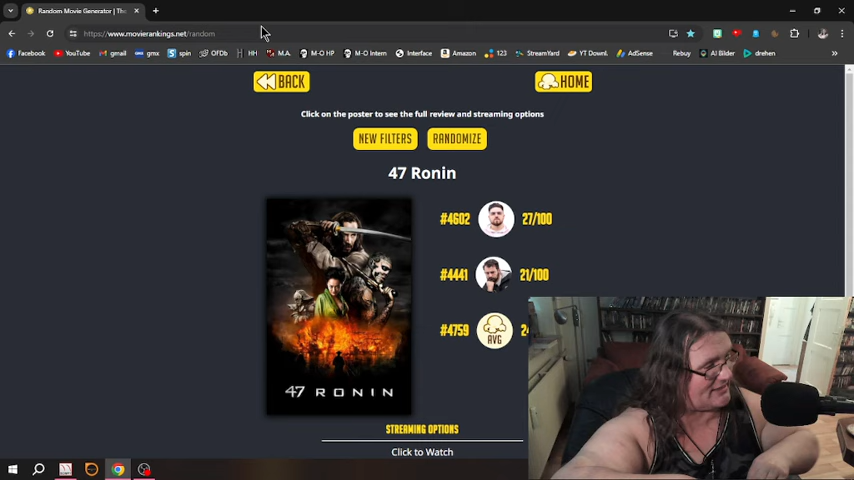 Random Movie Generator | The
https://www.movierankings.net/random
Facebook YouTube gmail gmx spin OFDb HH M.A. M-O HP M-O Intern Interface Amazon 123 StreamYard YT Downl. AdSense Rebuy AI Bilder drehen
BACK HOME
Click on the poster to see the full review and streaming options
NEW FILTERS RANDOMIZE
47 Ronin
#4602 27/100
#4441 21/100
#4759 AVG
47 RONIN
STREAMING OPTIONS
Click to Watch